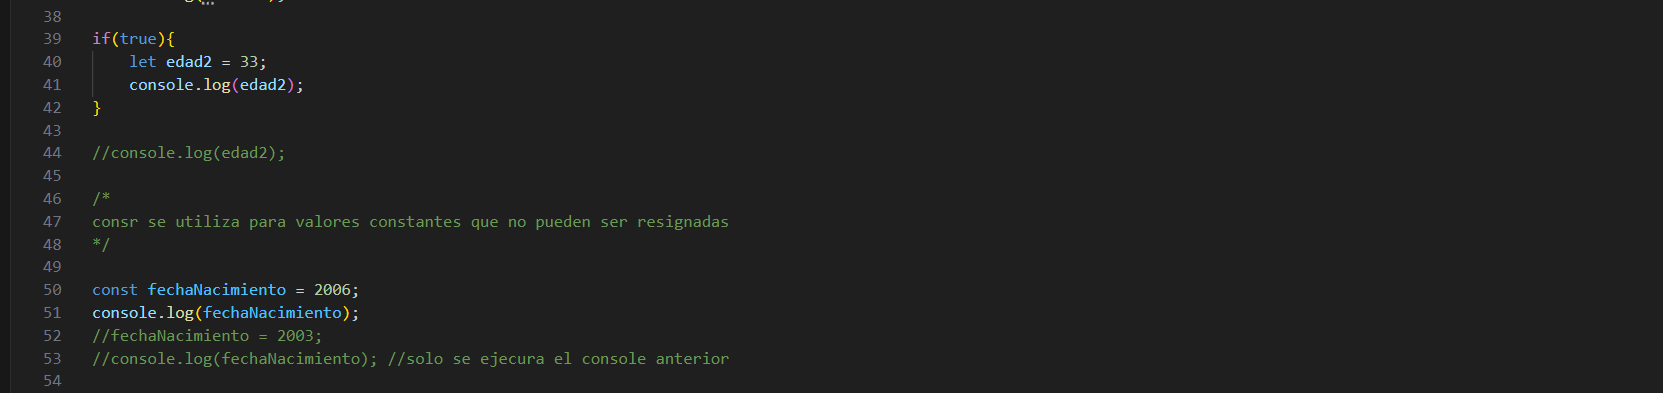 38
39 if(true){
40 let edad2 = 33;
41 console.log(edad2);
42 }
43
44 //console.log(edad2);
45
46 /*
47 consr se utiliza para valores constantes que no pueden ser resignadas
48 */
49
50 const fechaNacimiento = 2006;
51 console.log(fechaNacimiento);
52 //fechaNacimiento = 2003;
53 //console.log(fechaNacimiento); //solo se ejecura el console anterior
54